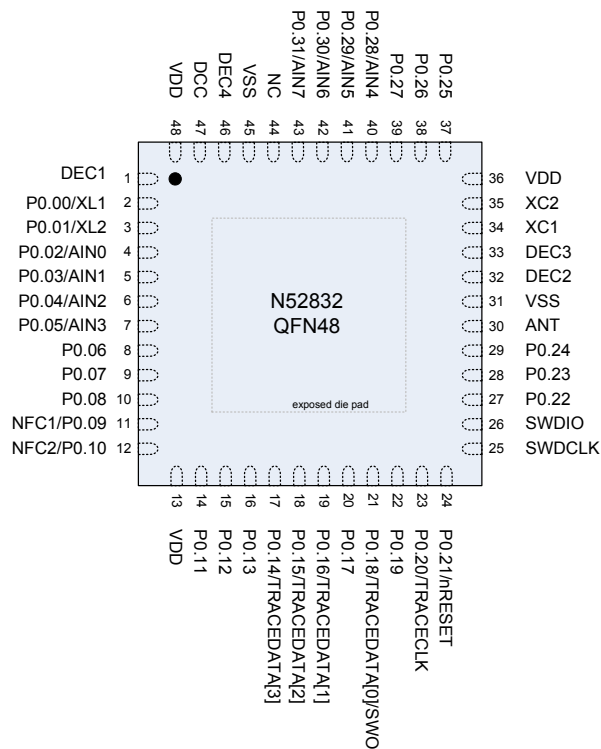 P0.31/AIN7
P0.30/AIN6
P0.29/AIN5
P0.28/AIN4
P0.27
P0.26
P0.25
VDD
DCC
DEC4
VSS
NC
48
47
46
45
44
43
42
41
40
39
38
37
DEC1 1
P0.00/XL1 2
P0.01/XL2 3
P0.02/AIN0 4
P0.03/AIN1 5
P0.04/AIN2 6
P0.05/AIN3 7
P0.06 8
P0.07 9
P0.08 10
NFC1/P0.09 11
NFC2/P0.10 12
N52832
QFN48
exposed die pad
36 VDD
35 XC2
34 XC1
33 DEC3
32 DEC2
31 VSS
30 ANT
29 P0.24
28 P0.23
27 P0.22
26 SWDIO
25 SWDCLK
13
14
15
16
17
18
19
20
21
22
23
24
VDD
P0.11
P0.12
P0.13
P0.14/TRACEDATA[3]
P0.15/TRACEDATA[2]
P0.16/TRACEDATA[1]
P0.17
P0.18/TRACEDATA[0]/SWO
P0.19
P0.20/TRACECLK
P0.21/nRESET